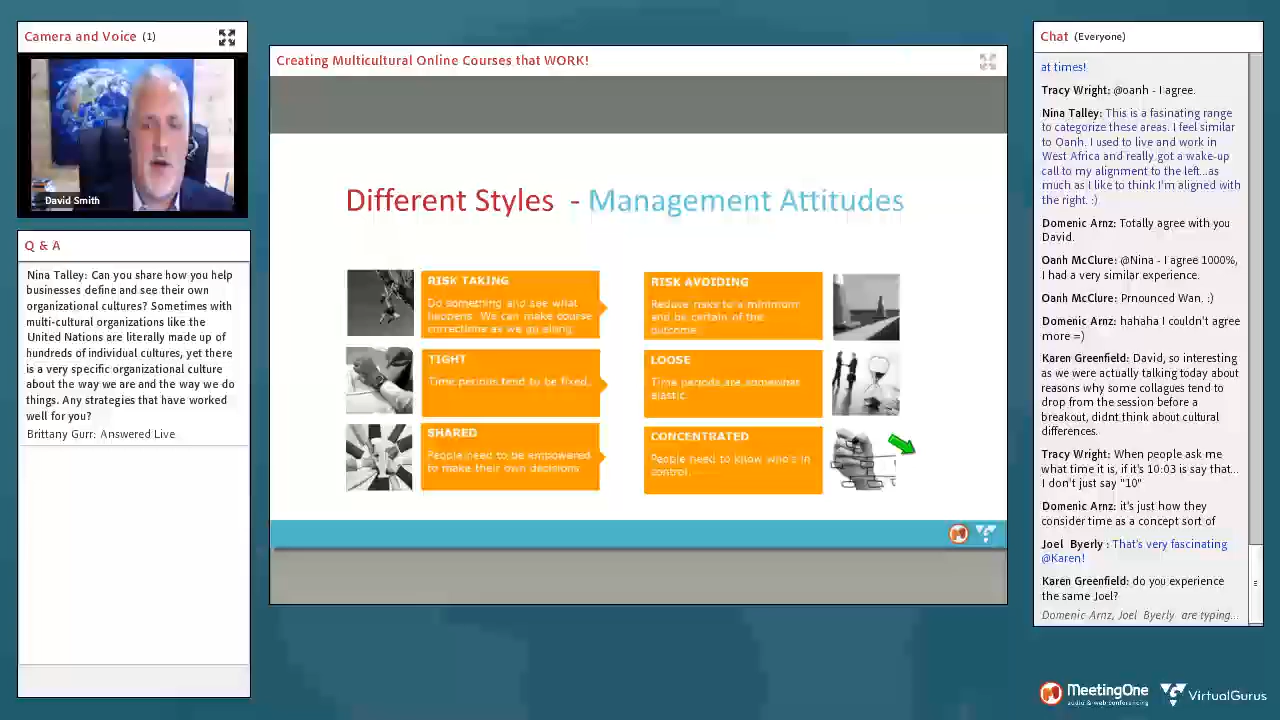 Camera and Voice (1)
David Smith
Q & A
Nina Talley: Can you share how you help
businesses define and see their own
organizational cultures? Sometimes with
multi-cultural organizations like the
United Nations are literally made up of
hundreds of individual cultures, yet there
is a very specific organizational culture
about the way we are and the way we do
things. Any strategies that have worked
well for you?
Brittany Gurr: Answered Live
Creating Multicultural Online Courses that WORK!
Different Styles - Management Attitudes
RISK TAKING
Do something and see what
happens. We can make course
corrections as we go along.
RISK AVOIDING
Reduce risks to a minimum
and be certain of the
outcome.
TIGHT
Time periods tend to be fixed.
LOOSE
Time periods are somewhat
elastic.
SHARED
People need to be empowered
to make their own decisions
CONCENTRATED
People need to know who's in
control.
Chat (Everyone)
at times!
Tracy Wright: @oanh - I agree.
Nina Talley: This is a fasinating range
to categorize these areas. I feel similar
to Oanh. I used to live and work in
West Africa and really got a wake-up
call to my alignment to the left...as
much as I like to think I'm aligned with
the right. :)
Domenic Arnz: Totally agree with you
David.
Oanh McClure: @Nina - I agree 1000%,
I had a very similar experience.
Oanh McClure: Prnounced Wan. :)
Domenic Arnz: hahaha I couldn't agree
more =)
Karen Greenfield: David, so interesting
as we were actually talking today about
reasons why some collagues tend to
drop from the session before a
breakout, didnt think about cultural
differences.
Tracy Wright: When people ask me
what time it is, if it's 10:03 is say that...
I don't just say "10"
Domenic Arnz: it's just how they
consider time as a concept sort of
Joel Byerly : That's very fascinating
@Karen!
Karen Greenfield: do you experience
the same Joel?
Domenic Arnz, Joel Byerly are typing...
MeetingOne
audio & web conferencing
VirtualGurus